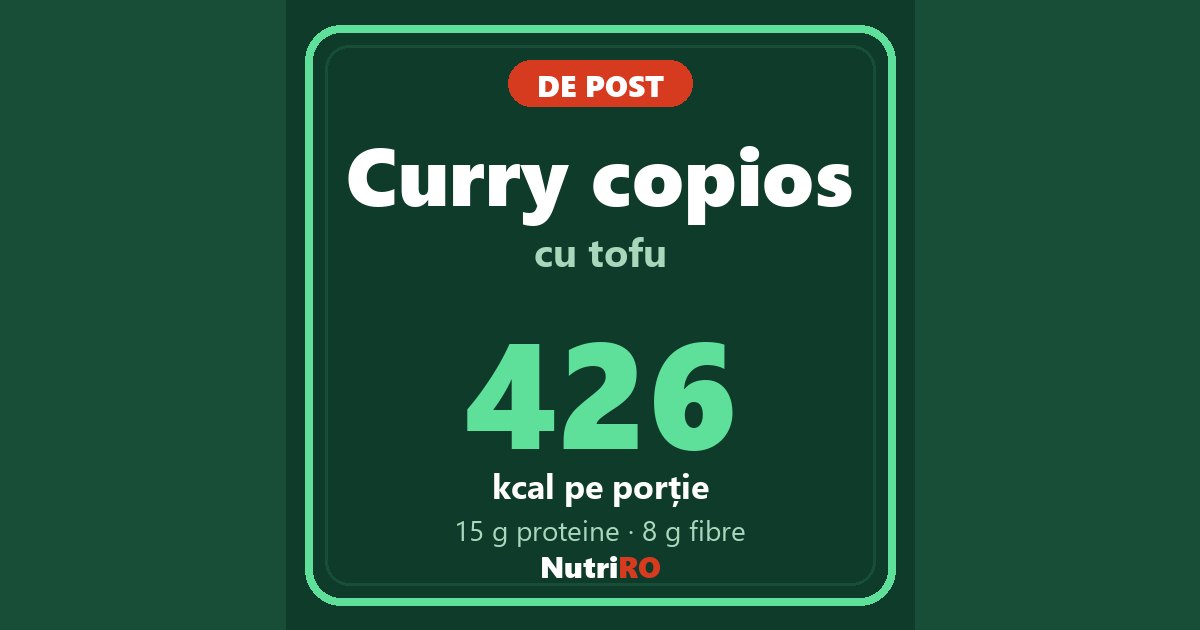 DE POST
Curry copios
cu tofu
426
kcal pe porție
15 g proteine · 8 g fibre
NutriRO